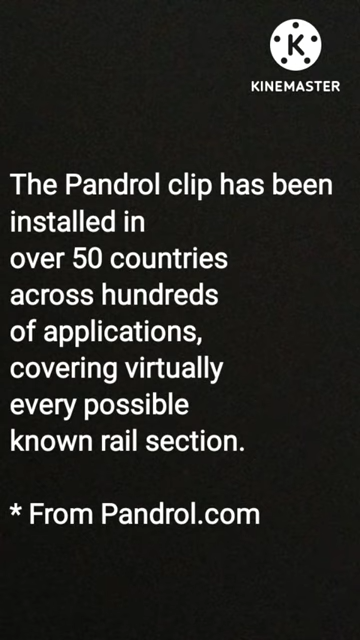 KINEMASTER
The Pandrol clip has been
installed in
over 50 countries
across hundreds
of applications,
covering virtually
every possible
known rail section.
* From Pandrol.com